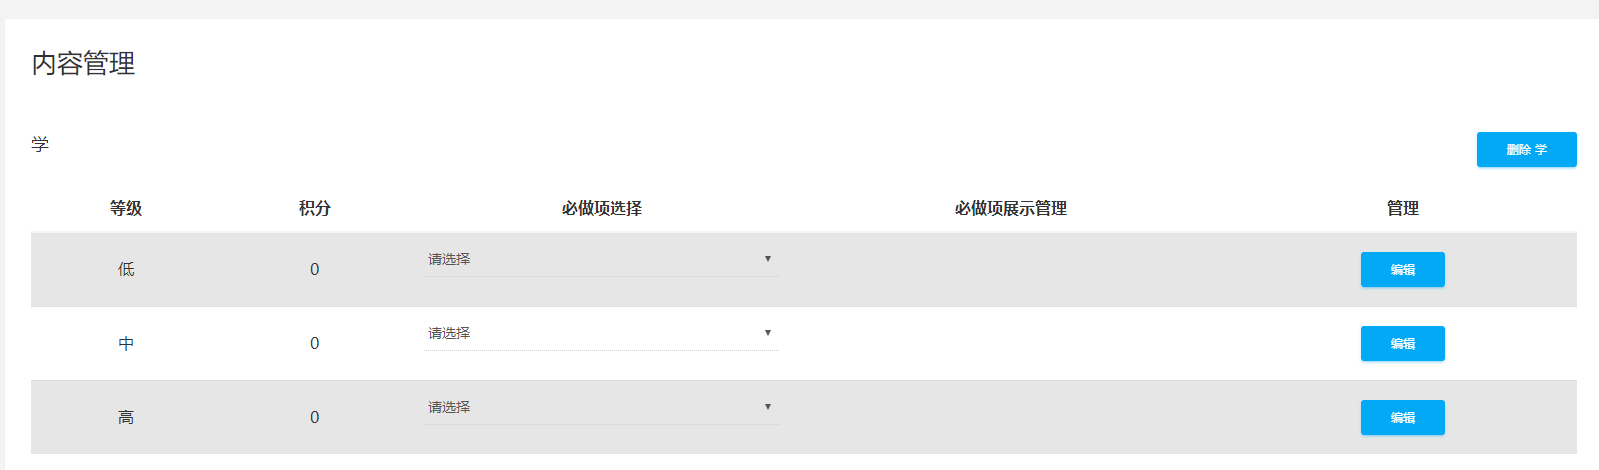 内容管理
学
删除 学
等级 积分 必做项选择 必做项展示管理 管理
低 0 请选择 编辑
中 0 请选择 编辑
高 0 请选择 编辑